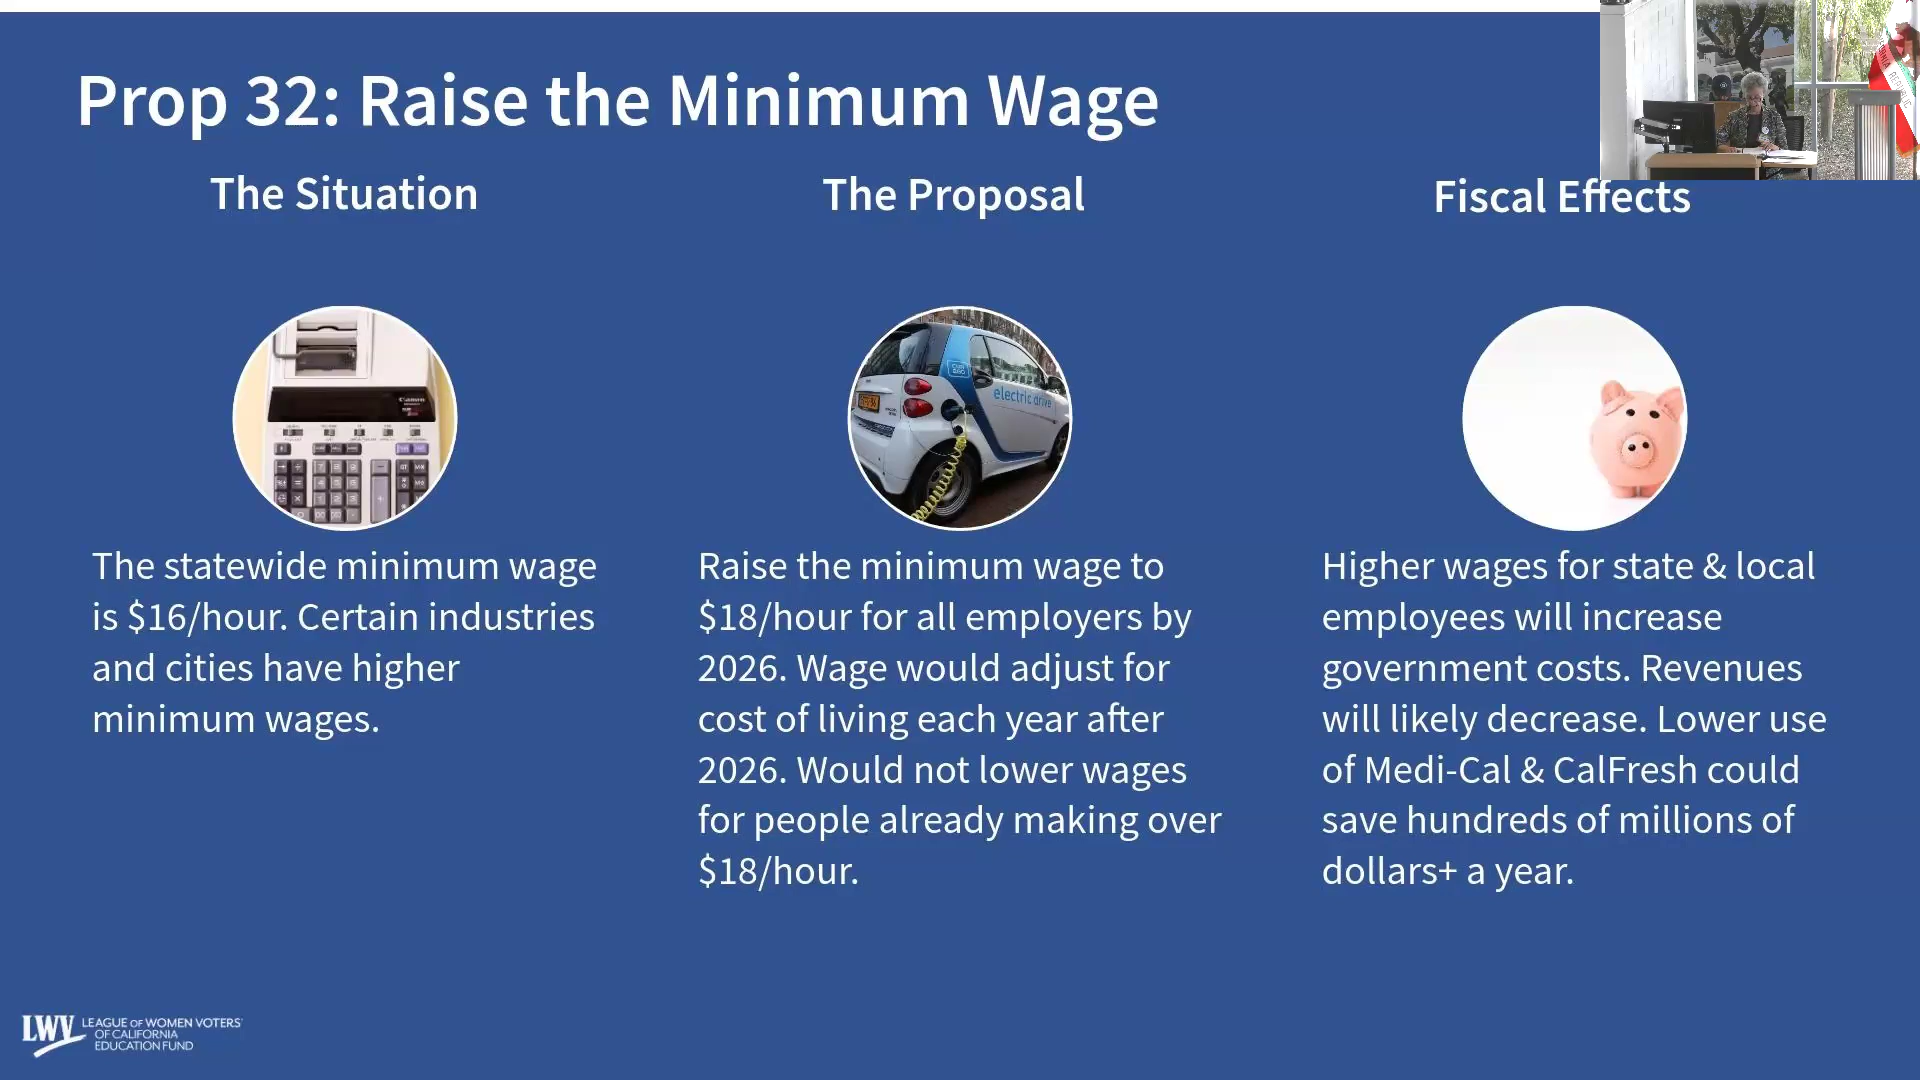 Prop 32: Raise the Minimum Wage
The Situation
The statewide minimum wage
is $16/hour. Certain industries
and cities have higher
minimum wages.
The Proposal
electric drive
Raise the minimum wage to
$18/hour for all employers by
2026. Wage would adjust for
cost of living each year after
2026. Would not lower wages
for people already making over
$18/hour.
Fiscal Effects
Higher wages for state & local
employees will increase
government costs. Revenues
will likely decrease. Lower use
of Medi-Cal & CalFresh could
save hundreds of millions of
dollars+ a year.
LWV LEAGUE OF WOMEN VOTERS®
OF CALIFORNIA
EDUCATION FUND